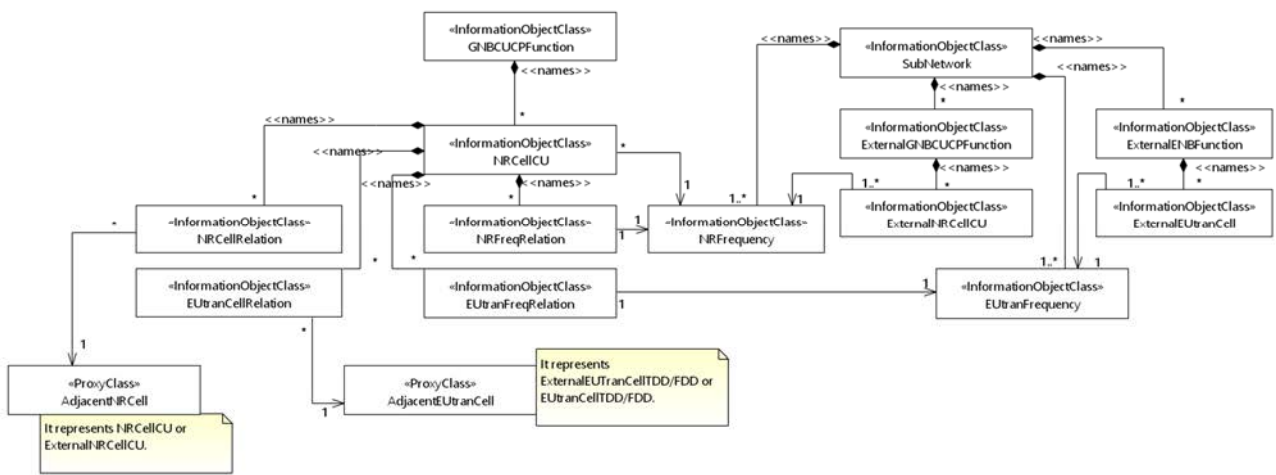 «InformationObjectClass»
GNBCUCPFunction
<<names>>
*
<<names>>
«InformationObjectClass»
SubNetwork
<<names>>
<<names>>
<<names>>
*
*
<<names>>
«InformationObjectClass»
NRCellCU
<<names>>
<<names>>
<<names>>
*
*
*
1
«InformationObjectClass»
ExternalGNBCUCPFunction
<<names>>
*
1..*
1
1..*
«InformationObjectClass»
ExternalENBFunction
<<names>>
*
1..*
«InformationObjectClass»
NRCellRelation
*
«InformationObjectClass»
NRFreqRelation
1
1
«InformationObjectClass»
NRFrequency
«InformationObjectClass»
ExternalNRCellCU
«InformationObjectClass»
ExternalEUtranCell
*
*
1..*
1
«InformationObjectClass»
EUtranCellRelation
*
«InformationObjectClass»
EUtranFreqRelation
1
1
«InformationObjectClass»
EUtranFrequency
1
1
«ProxyClass»
AdjacentNRCell
It represents NRCellCU or
ExternalNRCellCU.
«ProxyClass»
AdjacentEUtranCell
It represents
ExternalEUTranCellTDD/FDD or
EUtranCellTDD/FDD.